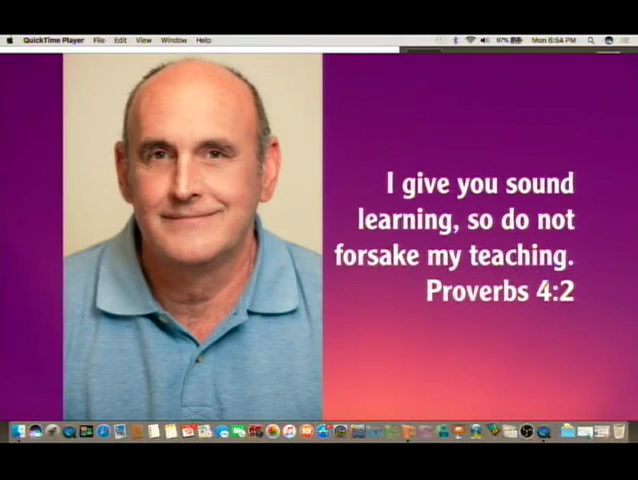 QuickTime Player File Edit View Window Help 97% Mon 6:54 PM
I give you sound
learning, so do not
forsake my teaching.
Proverbs 4:2